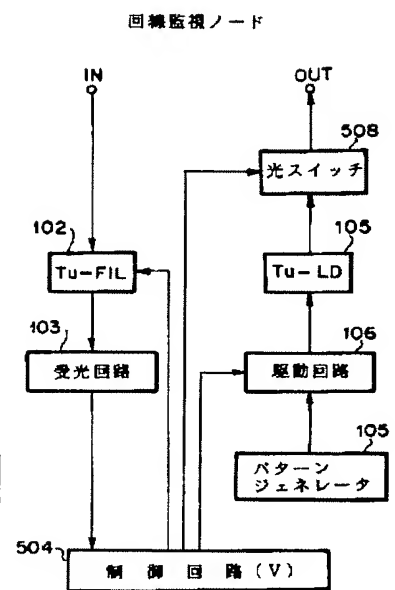 回線監視ノード
IN
OUT
508
光スイッチ
102
Tu-FIL
105
Tu-LD
103
受光回路
106
駆動回路
105
パターン
ジェネレータ
504
制御回路(V)